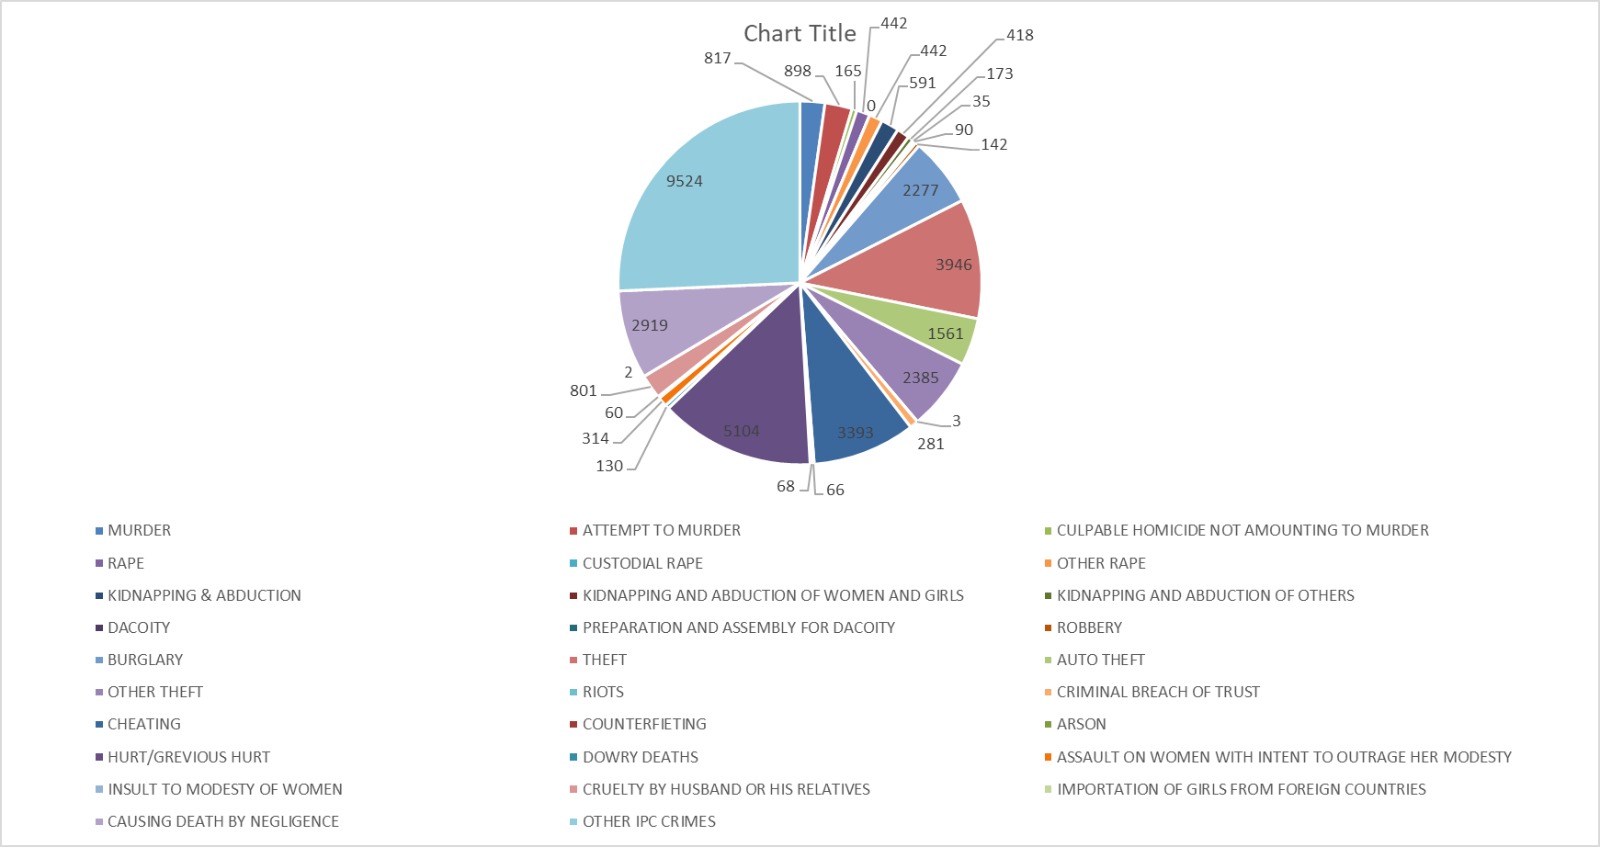 Chart Title
817
898
165
442
0
442
591
418
173
35
90
142
2277
3946
1561
2385
3
281
3393
66
68
5104
130
314
60
801
2
2919
9524
MURDER
ATTEMPT TO MURDER
CULPABLE HOMICIDE NOT AMOUNTING TO MURDER
RAPE
CUSTODIAL RAPE
OTHER RAPE
KIDNAPPING & ABDUCTION
KIDNAPPING AND ABDUCTION OF WOMEN AND GIRLS
KIDNAPPING AND ABDUCTION OF OTHERS
DACOITY
PREPARATION AND ASSEMBLY FOR DACOITY
ROBBERY
BURGLARY
THEFT
AUTO THEFT
OTHER THEFT
RIOTS
CRIMINAL BREACH OF TRUST
CHEATING
COUNTERFIETING
ARSON
HURT/GREVIOUS HURT
DOWRY DEATHS
ASSAULT ON WOMEN WITH INTENT TO OUTRAGE HER MODESTY
INSULT TO MODESTY OF WOMEN
CRUELTY BY HUSBAND OR HIS RELATIVES
IMPORTATION OF GIRLS FROM FOREIGN COUNTRIES
CAUSING DEATH BY NEGLIGENCE
OTHER IPC CRIMES